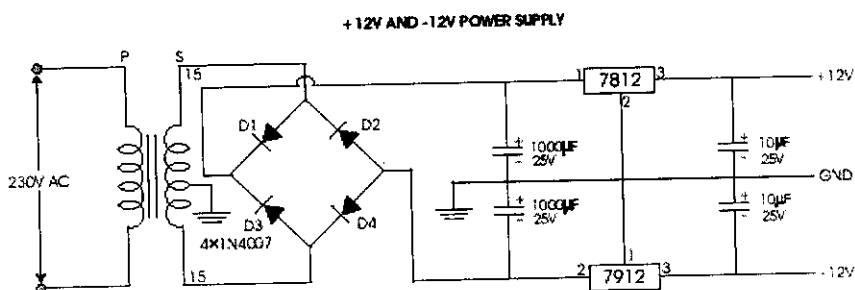 +12V AND -12V POWER SUPPLY
P S
15
1 7812 3
+12V
2
D1 D2
1000µF
25V
10µF
25V
230V AC
GND
1000µF
25V
10µF
25V
D3 D4
4×1N4007
1
15
2 7912 3
-12V